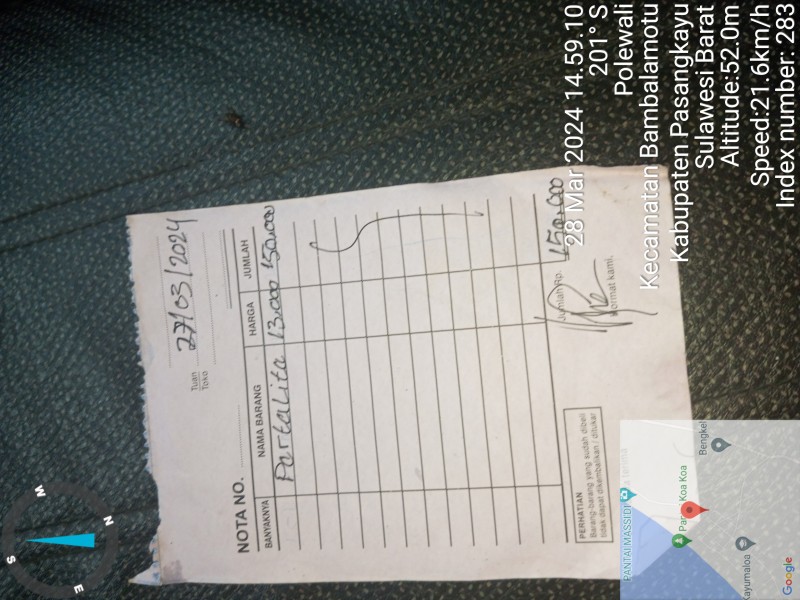 27/03/2024
Tuan
Toko
NOTA NO.
BANYAKNYA NAMA BARANG HARGA JUMLAH
Partalita 13.000 150.000
Jumlah Rp. 150.000
PERHATIAN
Barang-barang yang sudah dibeli
tidak dapat dikembalikan / ditukar
Hormat kami,
28 Mar 2024 14.59.10
201° S
Polewali
Kecamatan Bambalamotu
Kabupaten Pasangkayu
Sulawesi Barat
Altitude:52.0m
Speed:21.6km/h
Index number: 283
W
N
S
E
PANTAI MASSIDI
Koa Koa
Bengkel
Kayumaloa
Google